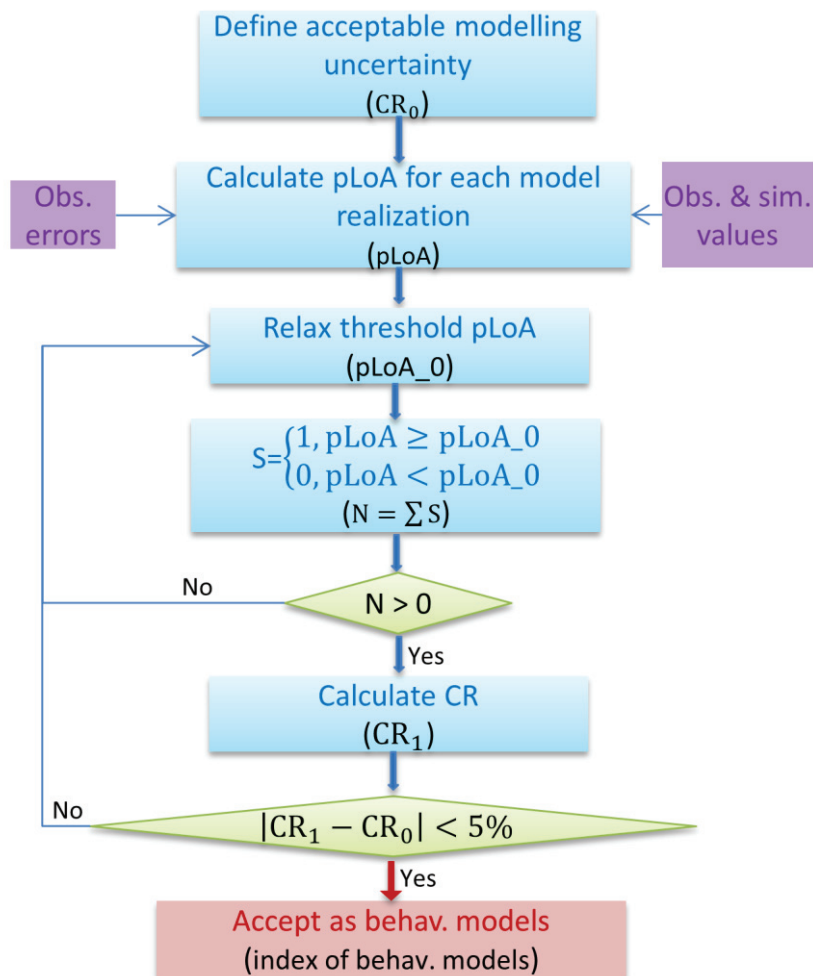 Define acceptable modelling
uncertainty
(CR₀)
Calculate pLoA for each model
realization
(pLoA)
Obs.
errors
Obs. & sim.
values
Relax threshold pLoA
(pLoA_0)
S={1, pLoA ≥ pLoA_0
{0, pLoA < pLoA_0
(N = ∑ S)
No
N > 0
Yes
Calculate CR
(CR₁)
No
|CR₁ − CR₀| < 5%
Yes
Accept as behav. models
(index of behav. models)